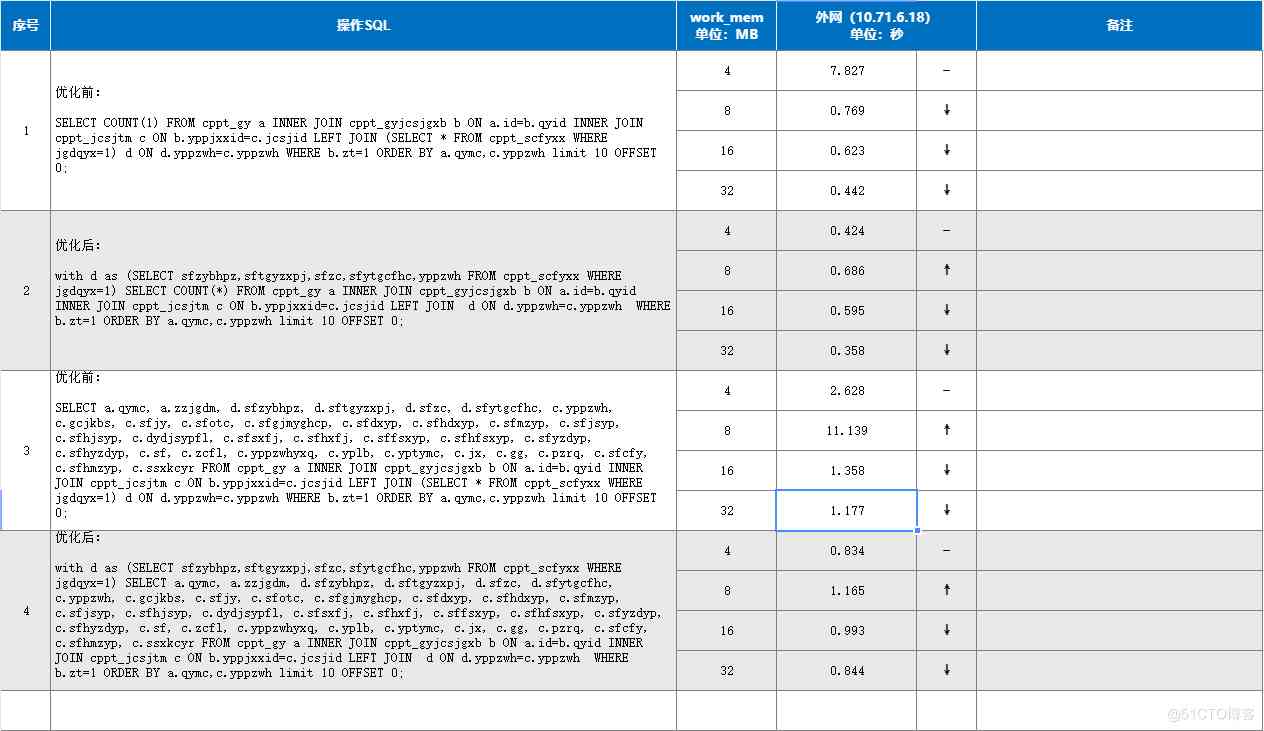 序号
操作SQL
work_mem
单位：MB
外网（10.71.6.18）
单位：秒
备注
1
优化前：
SELECT COUNT(1) FROM cppt_gy a INNER JOIN cppt_gyjcsjgxb b ON a.id=b.qyid INNER JOIN
cppt_jcsjtm c ON b.yppjxxid=c.jcsjid LEFT JOIN (SELECT * FROM cppt_scfyxx WHERE
jgdqyx=1) d ON d.yppzwh=c.yppzwh WHERE b.zt=1 ORDER BY a.qymc,c.yppzwh limit 10 OFFSET
0;
4 7.827 —
8 0.769 ↓
16 0.623 ↓
32 0.442 ↓
2
优化后：
with d as (SELECT sfzybhpz,sftgyzxpj,sfzc,sfytgcfhc,yppzwh FROM cppt_scfyxx WHERE
jgdqyx=1) SELECT COUNT(*) FROM cppt_gy a INNER JOIN cppt_gyjcsjgxb b ON a.id=b.qyid
INNER JOIN cppt_jcsjtm c ON b.yppjxxid=c.jcsjid LEFT JOIN  d ON d.yppzwh=c.yppzwh  WHERE
b.zt=1 ORDER BY a.qymc,c.yppzwh limit 10 OFFSET 0;
4 0.424 —
8 0.686 ↑
16 0.595 ↓
32 0.358 ↓
3
优化前：
SELECT a.qymc, a.zzjgdm, d.sfzybhpz, d.sftgyzxpj, d.sfzc, d.sfytgcfhc, c.yppzwh,
c.gcjkbs, c.sfjy, c.sfotc, c.sfgjmyghcp, c.sfdxyp, c.sfhdxyp, c.sfmzyp, c.sfjsyp,
c.sfhjsyp, c.dydjsypfl, c.sfsxfj, c.sfhxfj, c.sffsxyp, c.sfhfsxyp, c.sfyzdyp,
c.sfhyzdyp, c.sf, c.zcfl, c.yppzwhyxq, c.yplb, c.yptymc, c.jx, c.gg, c.pzrq, c.sfcfy,
c.sfhmzyp, c.ssxkcyr FROM cppt_gy a INNER JOIN cppt_gyjcsjgxb b ON a.id=b.qyid INNER
JOIN cppt_jcsjtm c ON b.yppjxxid=c.jcsjid LEFT JOIN (SELECT * FROM cppt_scfyxx WHERE
jgdqyx=1) d ON d.yppzwh=c.yppzwh WHERE b.zt=1 ORDER BY a.qymc,c.yppzwh limit 10 OFFSET
0;
4 2.628 —
8 11.139 ↑
16 1.358 ↓
32 1.177 ↓
4
优化后：
with d as (SELECT sfzybhpz,sftgyzxpj,sfzc,sfytgcfhc,yppzwh FROM cppt_scfyxx WHERE
jgdqyx=1) SELECT a.qymc, a.zzjgdm, d.sfzybhpz, d.sftgyzxpj, d.sfzc, d.sfytgcfhc,
c.yppzwh, c.gcjkbs, c.sfjy, c.sfotc, c.sfgjmyghcp, c.sfdxyp, c.sfhdxyp, c.sfmzyp,
c.sfjsyp, c.sfhjsyp, c.dydjsypfl, c.sfsxfj, c.sfhxfj, c.sffsxyp, c.sfhfsxyp, c.sfyzdyp,
c.sfhyzdyp, c.sf, c.zcfl, c.yppzwhyxq, c.yplb, c.yptymc, c.jx, c.gg, c.pzrq, c.sfcfy,
c.sfhmzyp, c.ssxkcyr FROM cppt_gy a INNER JOIN cppt_gyjcsjgxb b ON a.id=b.qyid INNER
JOIN cppt_jcsjtm c ON b.yppjxxid=c.jcsjid LEFT JOIN  d ON d.yppzwh=c.yppzwh  WHERE
b.zt=1 ORDER BY a.qymc,c.yppzwh limit 10 OFFSET 0;
4 0.834 —
8 1.165 ↑
16 0.993 ↓
32 0.844 ↓
@51CTO博客